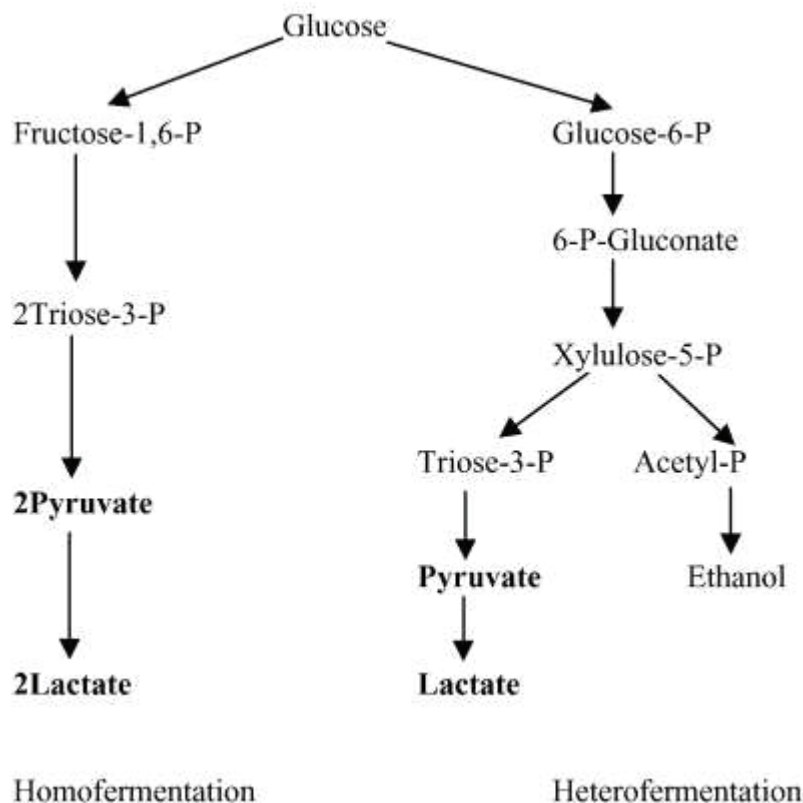 Glucose
Fructose-1,6-P
Glucose-6-P
6-P-Gluconate
2Triose-3-P
Xylulose-5-P
Triose-3-P
Acetyl-P
2Pyruvate
Pyruvate
Ethanol
2Lactate
Lactate
Homofermentation
Heterofermentation